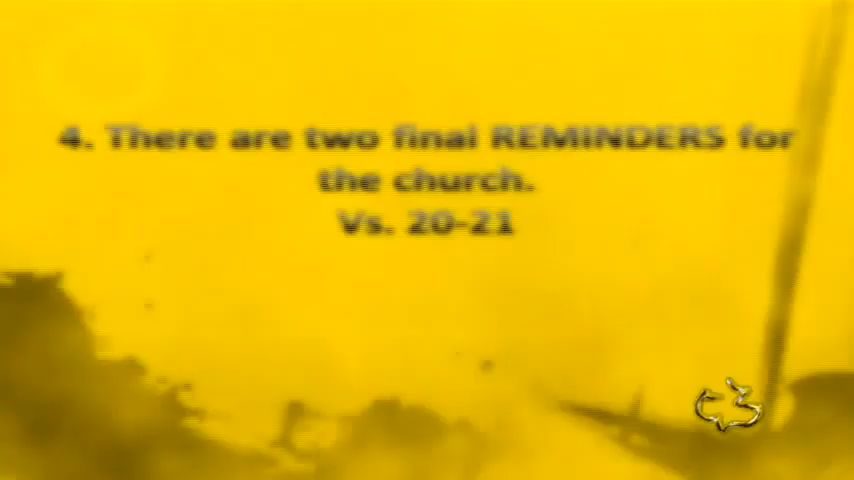 4. There are two final REMINDERS for
the church.
Vs. 20-21